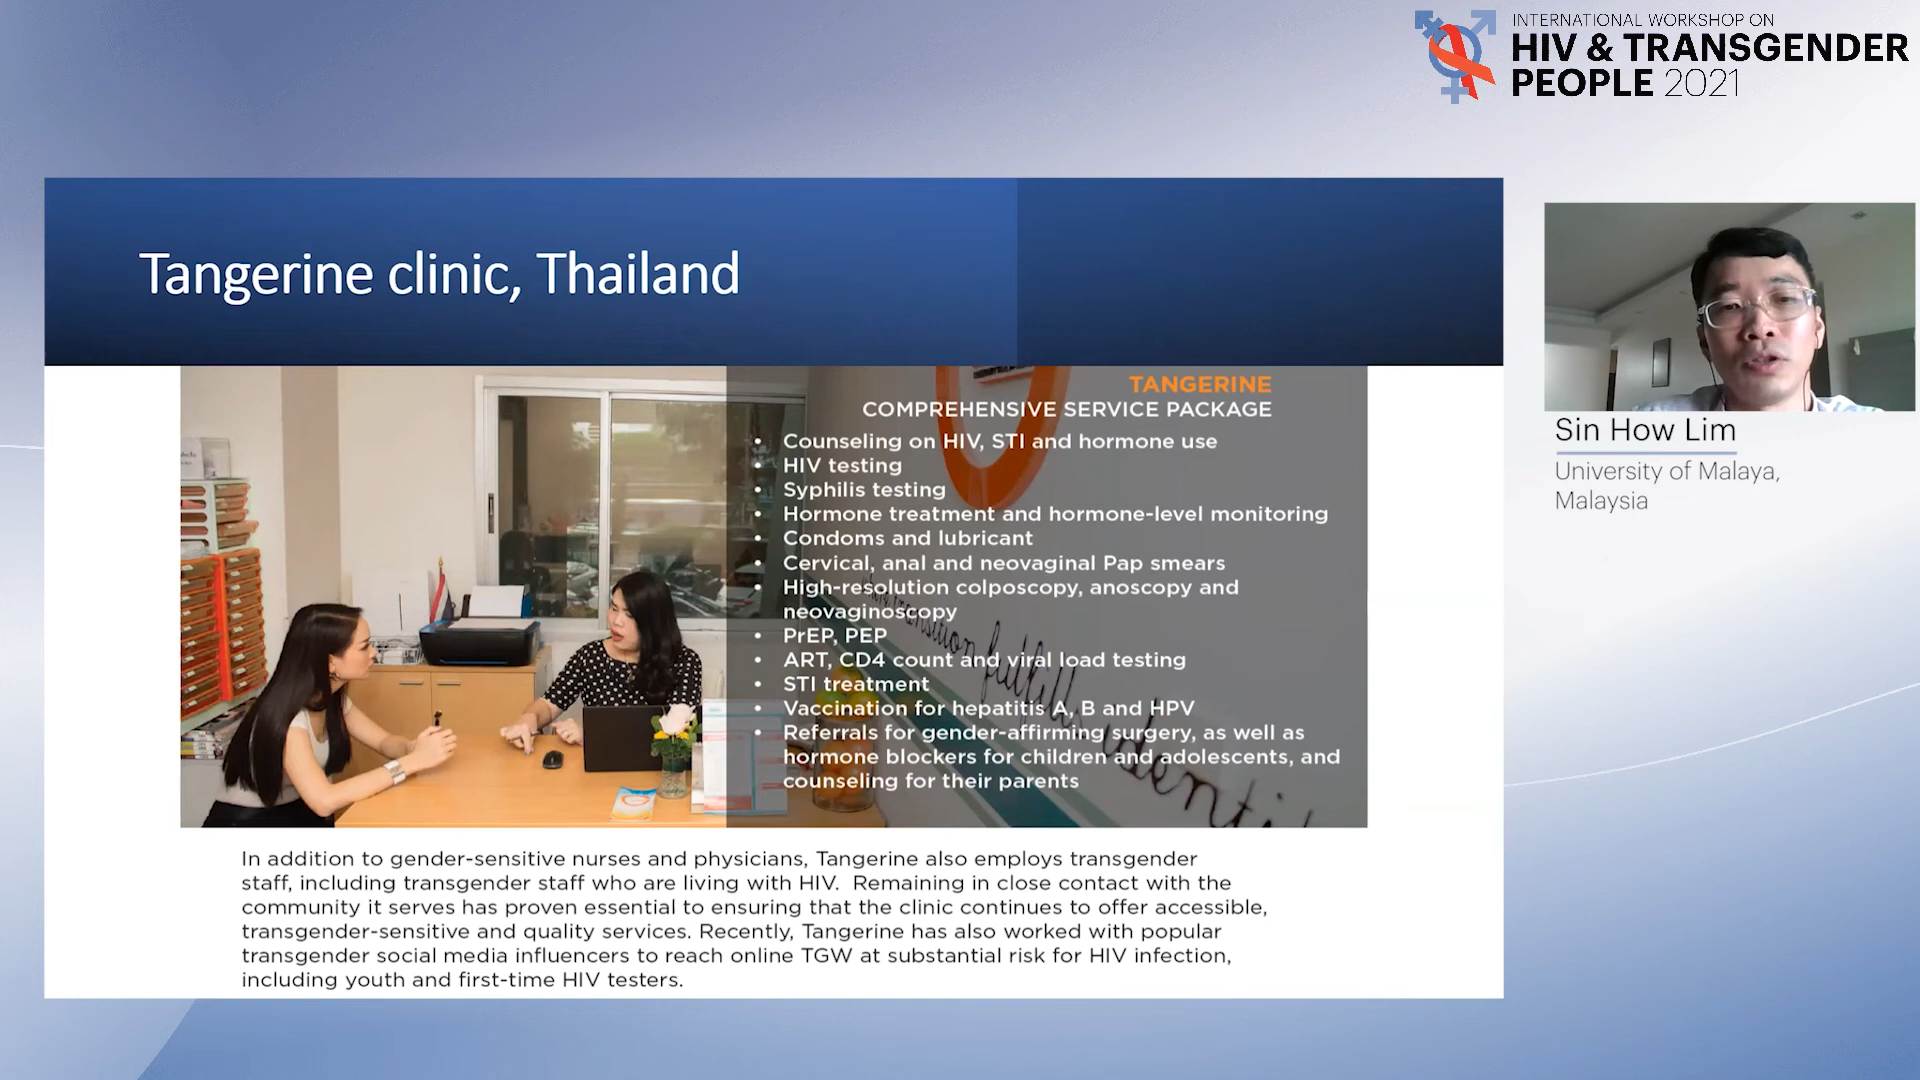 INTERNATIONAL WORKSHOP ON
HIV & TRANSGENDER
PEOPLE 2021
Tangerine clinic, Thailand
TANGERINE
COMPREHENSIVE SERVICE PACKAGE
• Counseling on HIV, STI and hormone use
• HIV testing
• Syphilis testing
• Hormone treatment and hormone-level monitoring
• Condoms and lubricant
• Cervical, anal and neovaginal Pap smears
• High-resolution colposcopy, anoscopy and
neovaginoscopy
• PrEP, PEP
• ART, CD4 count and viral load testing
• STI treatment
• Vaccination for hepatitis A, B and HPV
• Referrals for gender-affirming surgery, as well as
hormone blockers for children and adolescents, and
counseling for their parents
transition fulfill
In addition to gender-sensitive nurses and physicians, Tangerine also employs transgender
staff, including transgender staff who are living with HIV. Remaining in close contact with the
community it serves has proven essential to ensuring that the clinic continues to offer accessible,
transgender-sensitive and quality services. Recently, Tangerine has also worked with popular
transgender social media influencers to reach online TGW at substantial risk for HIV infection,
including youth and first-time HIV testers.
Sin How Lim
University of Malaya,
Malaysia